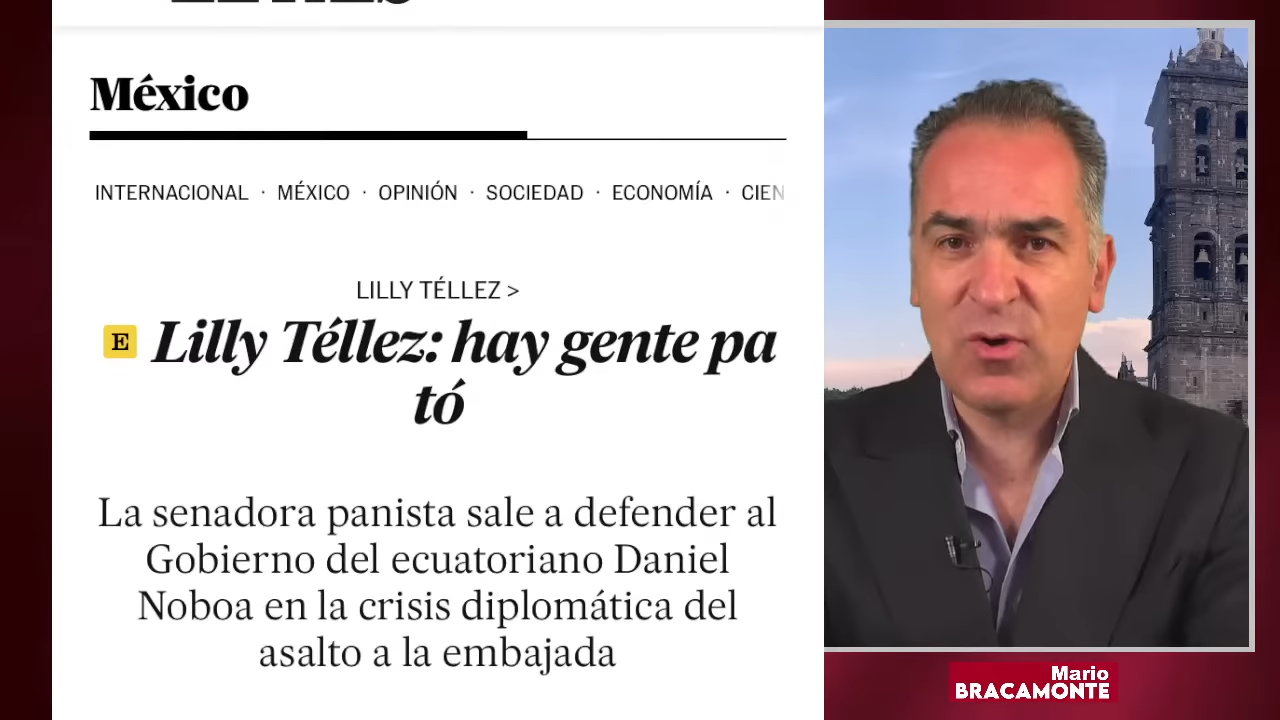 México
INTERNACIONAL · MÉXICO · OPINIÓN · SOCIEDAD · ECONOMÍA · CIEN
LILLY TÉLLEZ >
E Lilly Téllez: hay gente pa
tó
La senadora panista sale a defender al
Gobierno del ecuatoriano Daniel
Noboa en la crisis diplomática del
asalto a la embajada
Mario
BRACAMONTE